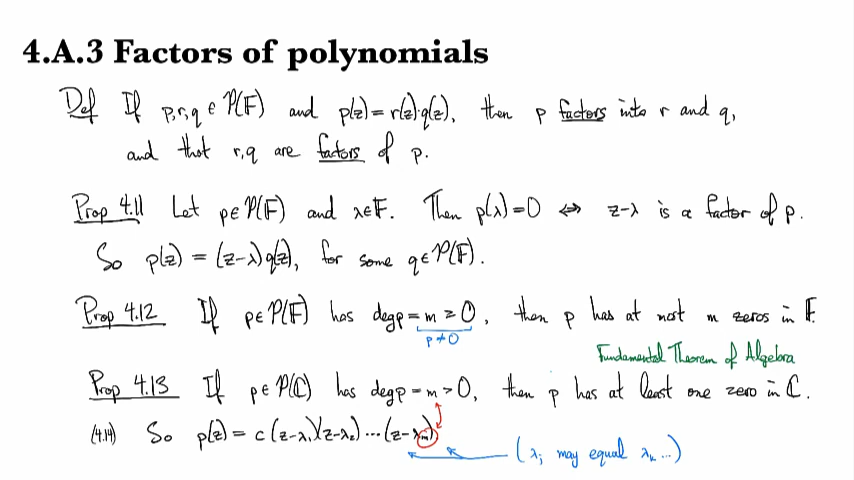 4.A.3 Factors of polynomials
Def If p,r,q ∈ P(F) and p(z) = r(z)·q(z), then p factors into r and q,
and that r,q are factors of p.
Prop 4.11 Let p∈P(F) and λ∈F. Then p(λ)=0 ⇔ z-λ is a factor of p.
So p(z) = (z-λ)q(z), for some q∈P(F).
Prop 4.12 If p∈P(F) has deg p = m ≥ 0, then p has at most m zeros in F.
p≠0
Fundamental Theorem of Algebra
Prop 4.13 If p∈P(C) has deg p = m > 0, then p has at least one zero in C.
(4.14) So p(z) = c(z-λ₁)(z-λ₂)···(z-λₘ)
(λⱼ may equal λₖ ...)